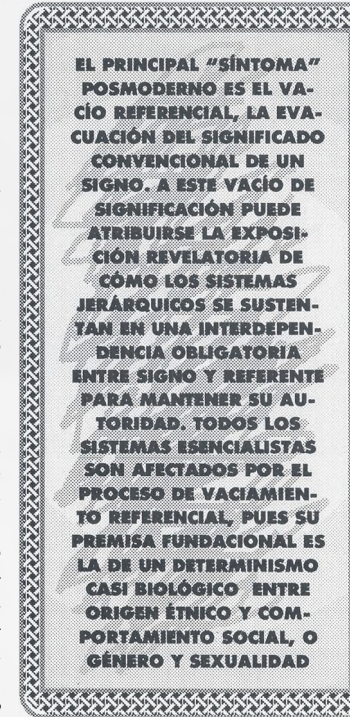 EL PRINCIPAL "SÍNTOMA"
POSMODERNO ES EL VA-
CÍO REFERENCIAL, LA EVA-
CUACIÓN DEL SIGNIFICADO
CONVENCIONAL DE UN
SIGNO. A ESTE VACÍO DE
SIGNIFICACIÓN PUEDE
ATRIBUIRSE LA EXPOSI-
CIÓN REVELATORIA DE
CÓMO LOS SISTEMAS
JERÁRQUICOS SE SUSTEN-
TAN EN UNA INTERDEPEN-
DENCIA OBLIGATORIA
ENTRE SIGNO Y REFERENTE
PARA MANTENER SU AU-
TORIDAD. TODOS LOS
SISTEMAS ESENCIALISTAS
SON AFECTADOS POR EL
PROCESO DE VACIAMIEN-
TO REFERENCIAL, PUES SU
PREMISA FUNDACIONAL ES
LA DE UN DETERMINISMO
CASI BIOLÓGICO ENTRE
ORIGEN ÉTNICO Y COM-
PORTAMIENTO SOCIAL, O
GÉNERO Y SEXUALIDAD